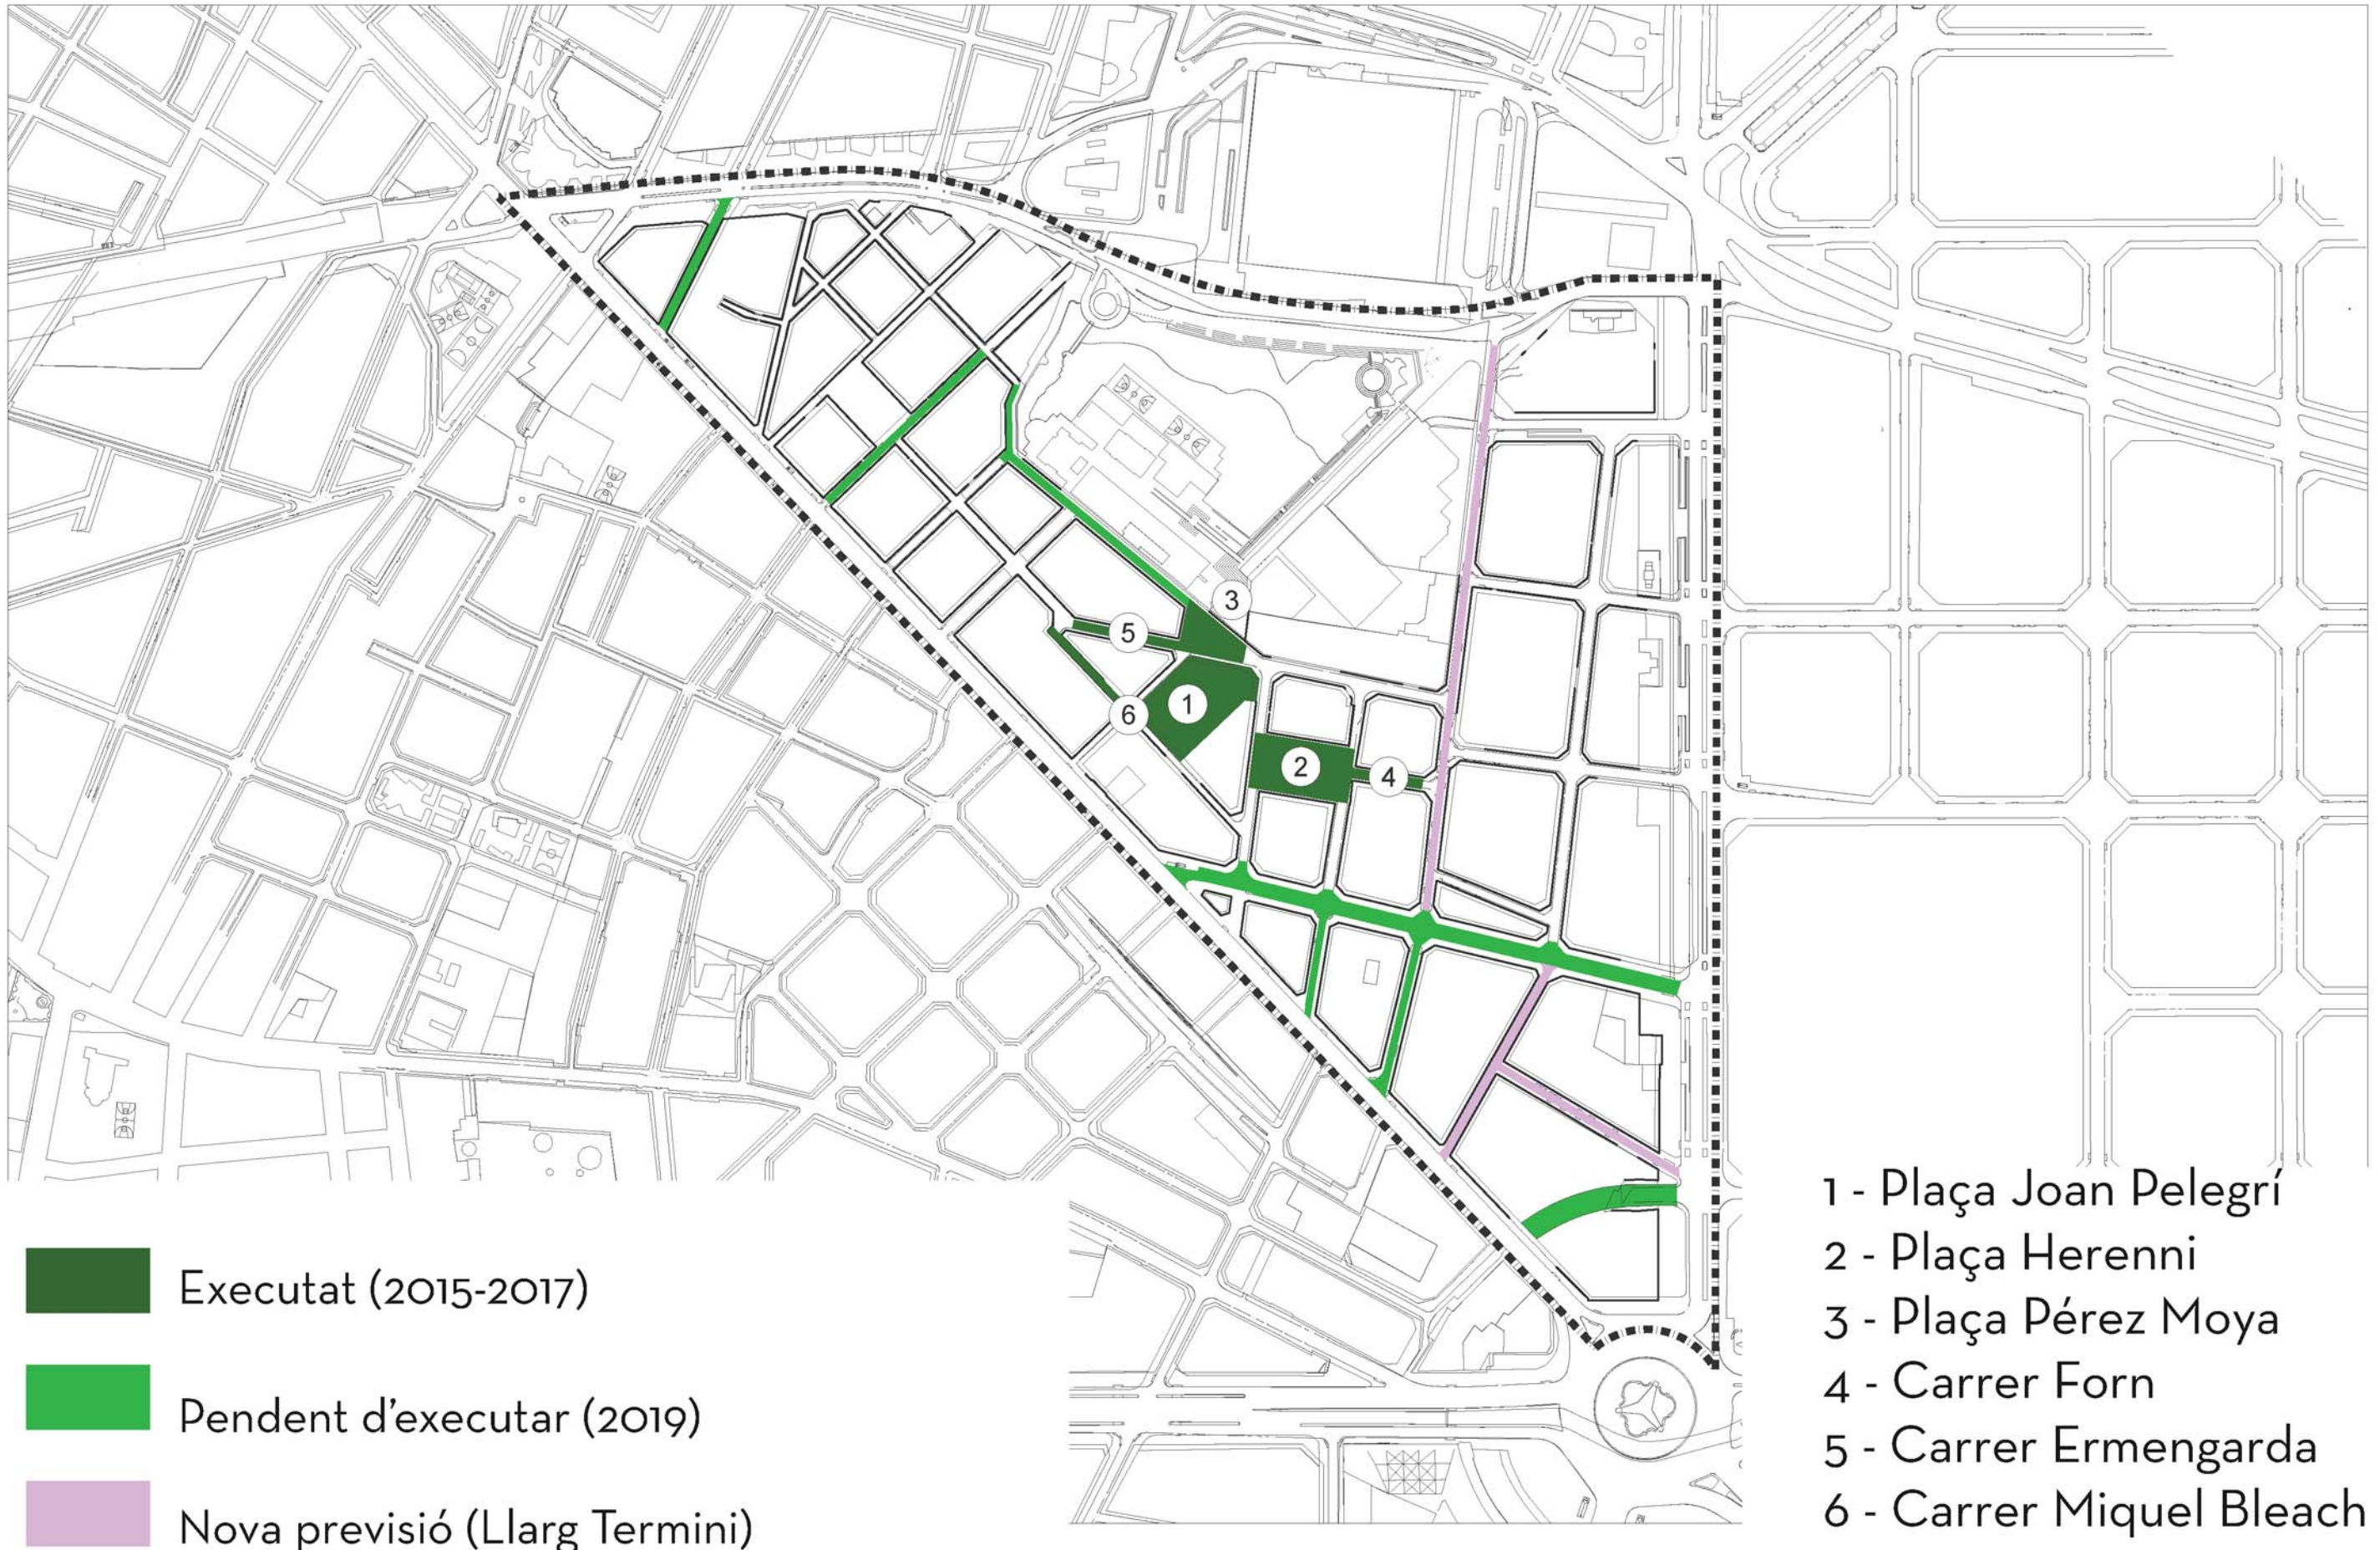 3
5
1
6
2
4
Executat (2015-2017)
Pendent d'executar (2019)
Nova previsió (Llarg Termini)
1 - Plaça Joan Pelegrí
2 - Plaça Herenni
3 - Plaça Pérez Moya
4 - Carrer Forn
5 - Carrer Ermengarda
6 - Carrer Miquel Bleach